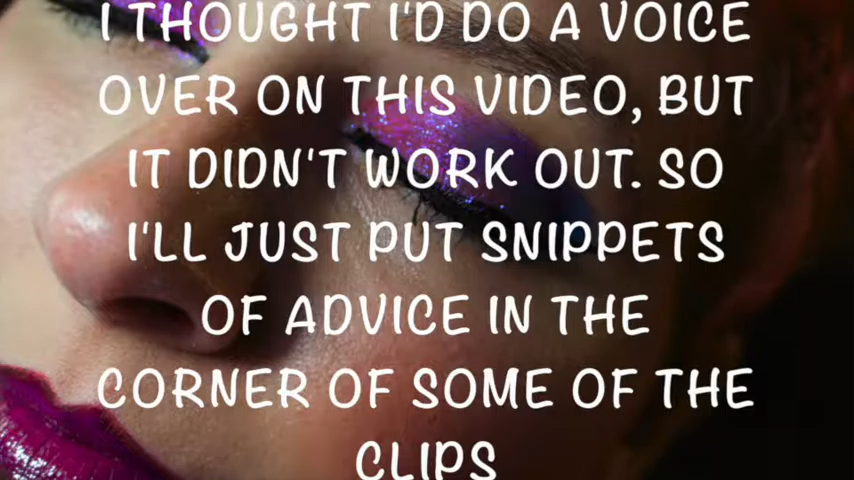 I THOUGHT I'D DO A VOICE
OVER ON THIS VIDEO, BUT
IT DIDN'T WORK OUT. SO
I'LL JUST PUT SNIPPETS
OF ADVICE IN THE
CORNER OF SOME OF THE
CLIPS